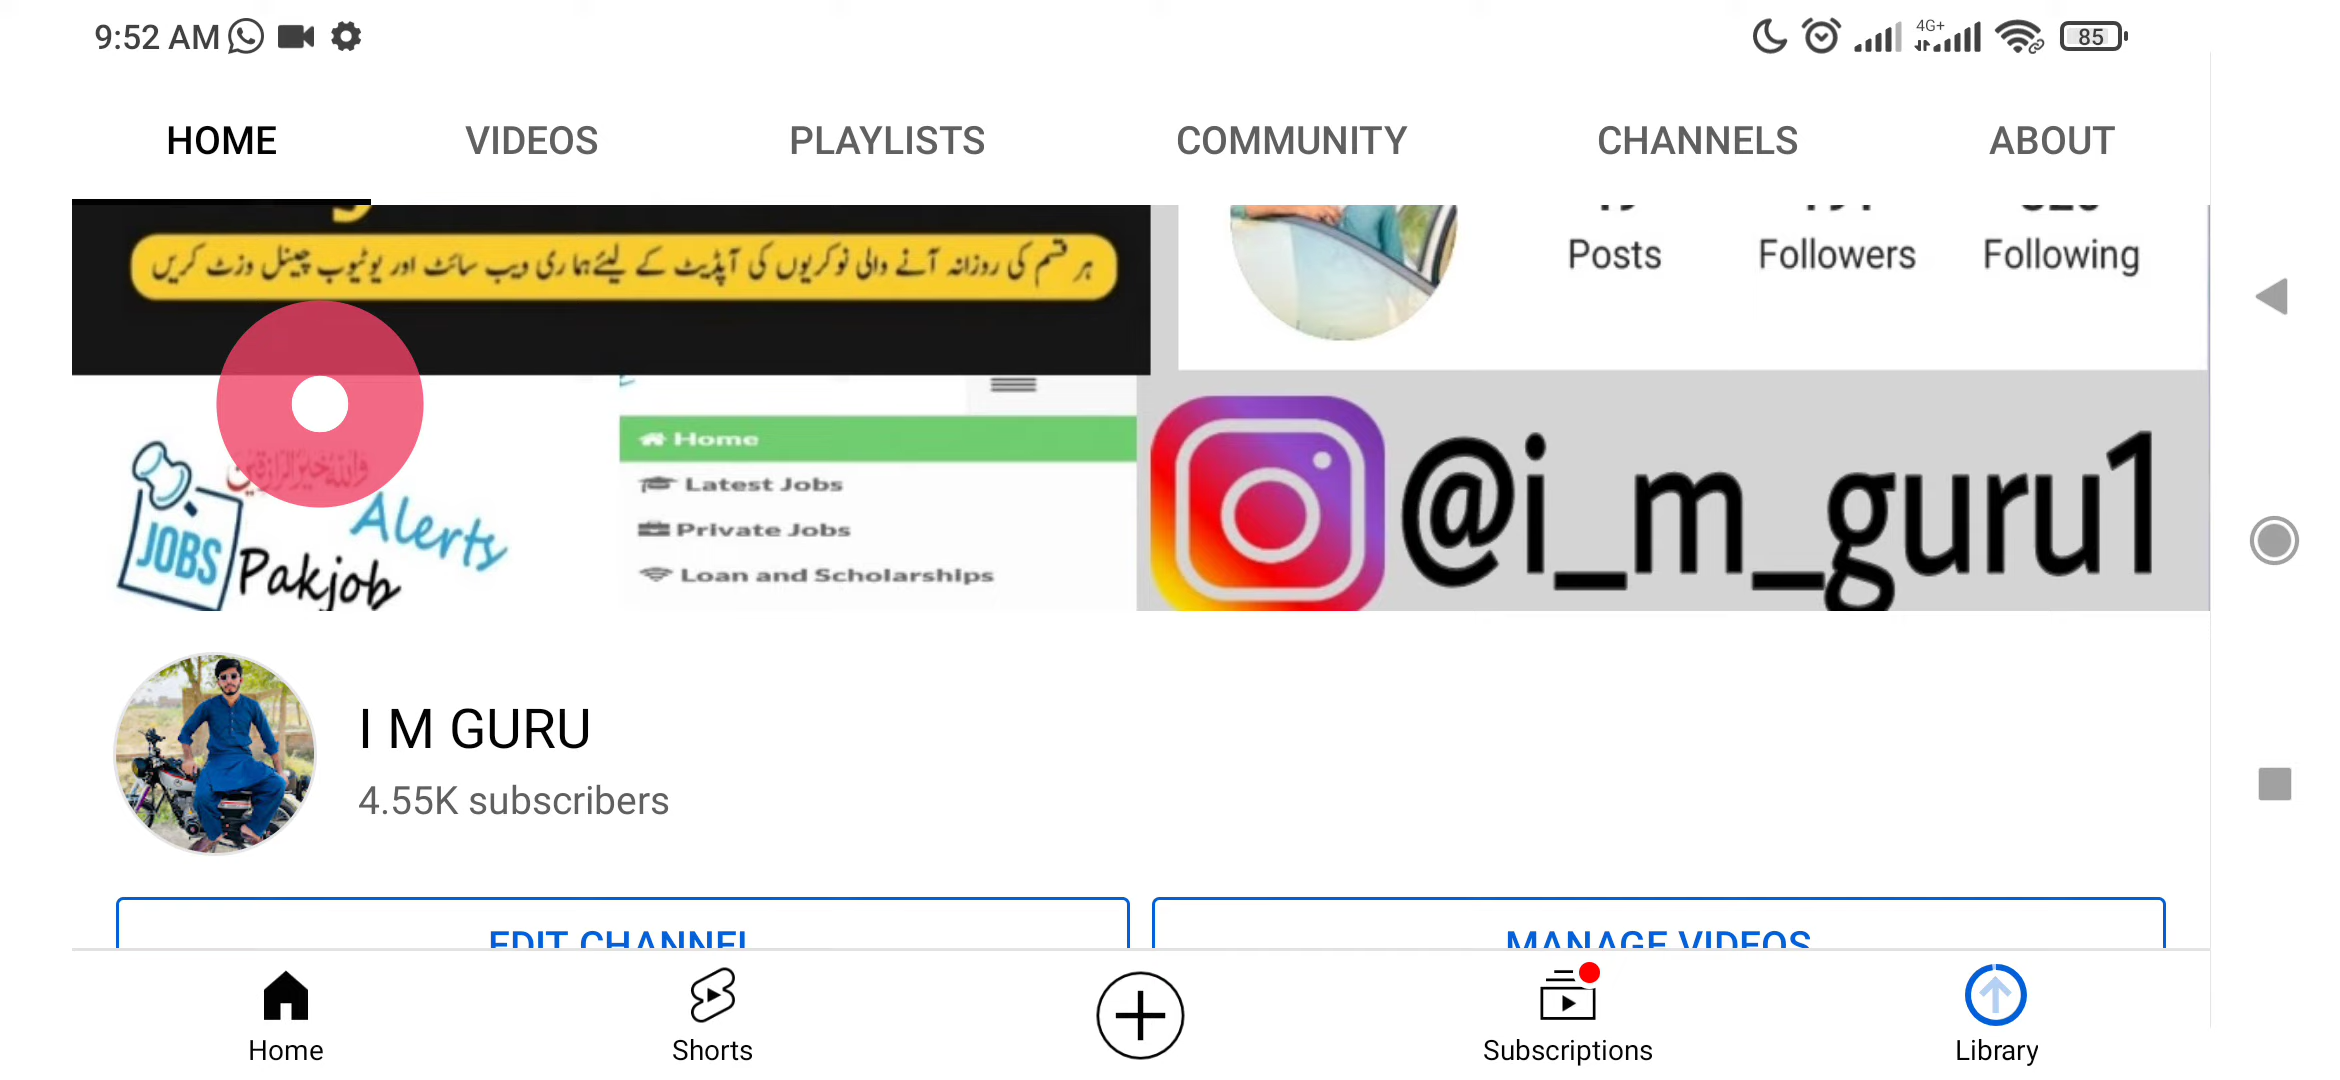 9:52 AM
4G+
85
HOME
VIDEOS
PLAYLISTS
COMMUNITY
CHANNELS
ABOUT
ہر قسم کی روزانہ آنے والی نوکریوں کی آپڈیٹ کے لیئے ہماری ویب سائٹ اور یوٹیوب چینل وزٹ کریں
Posts
Followers
Following
JOBS
Alerts
Pakjob
Home
Latest Jobs
Private Jobs
Loan and Scholarships
@i_m_guru1
I M GURU
4.55K subscribers
EDIT CHANNEL
MANAGE VIDEOS
Home
Shorts
Subscriptions
Library